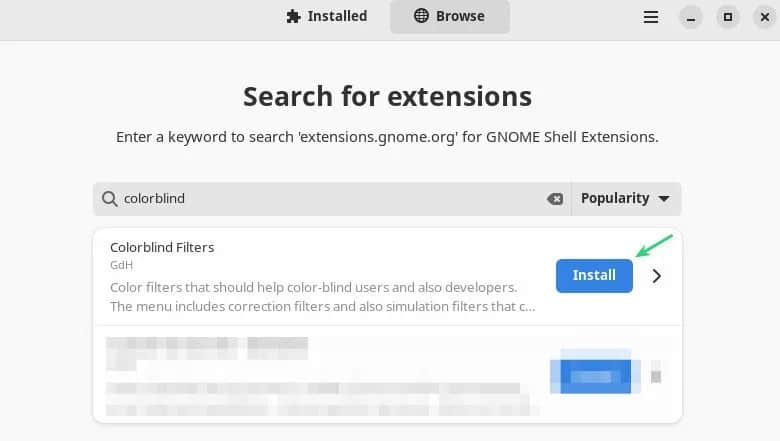 Installed Browse
Search for extensions
Enter a keyword to search 'extensions.gnome.org' for GNOME Shell Extensions.
colorblind Popularity
Colorblind Filters
GdH
Color filters that should help color-blind users and also developers.
Install
The menu includes correction filters and also simulation filters that c...